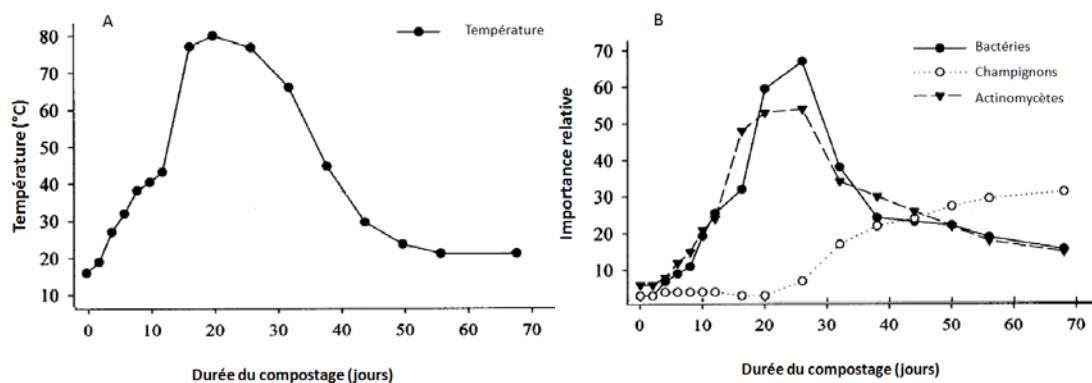 A
Température
80
70
60
50
40
30
20
10
Température (°C)
0 10 20 30 40 50 60 70
Durée du compostage (jours)
B
Bactéries
Champignons
Actinomycètes
70
60
50
40
30
20
10
Importance relative
0 10 20 30 40 50 60 70
Durée du compostage (jours)